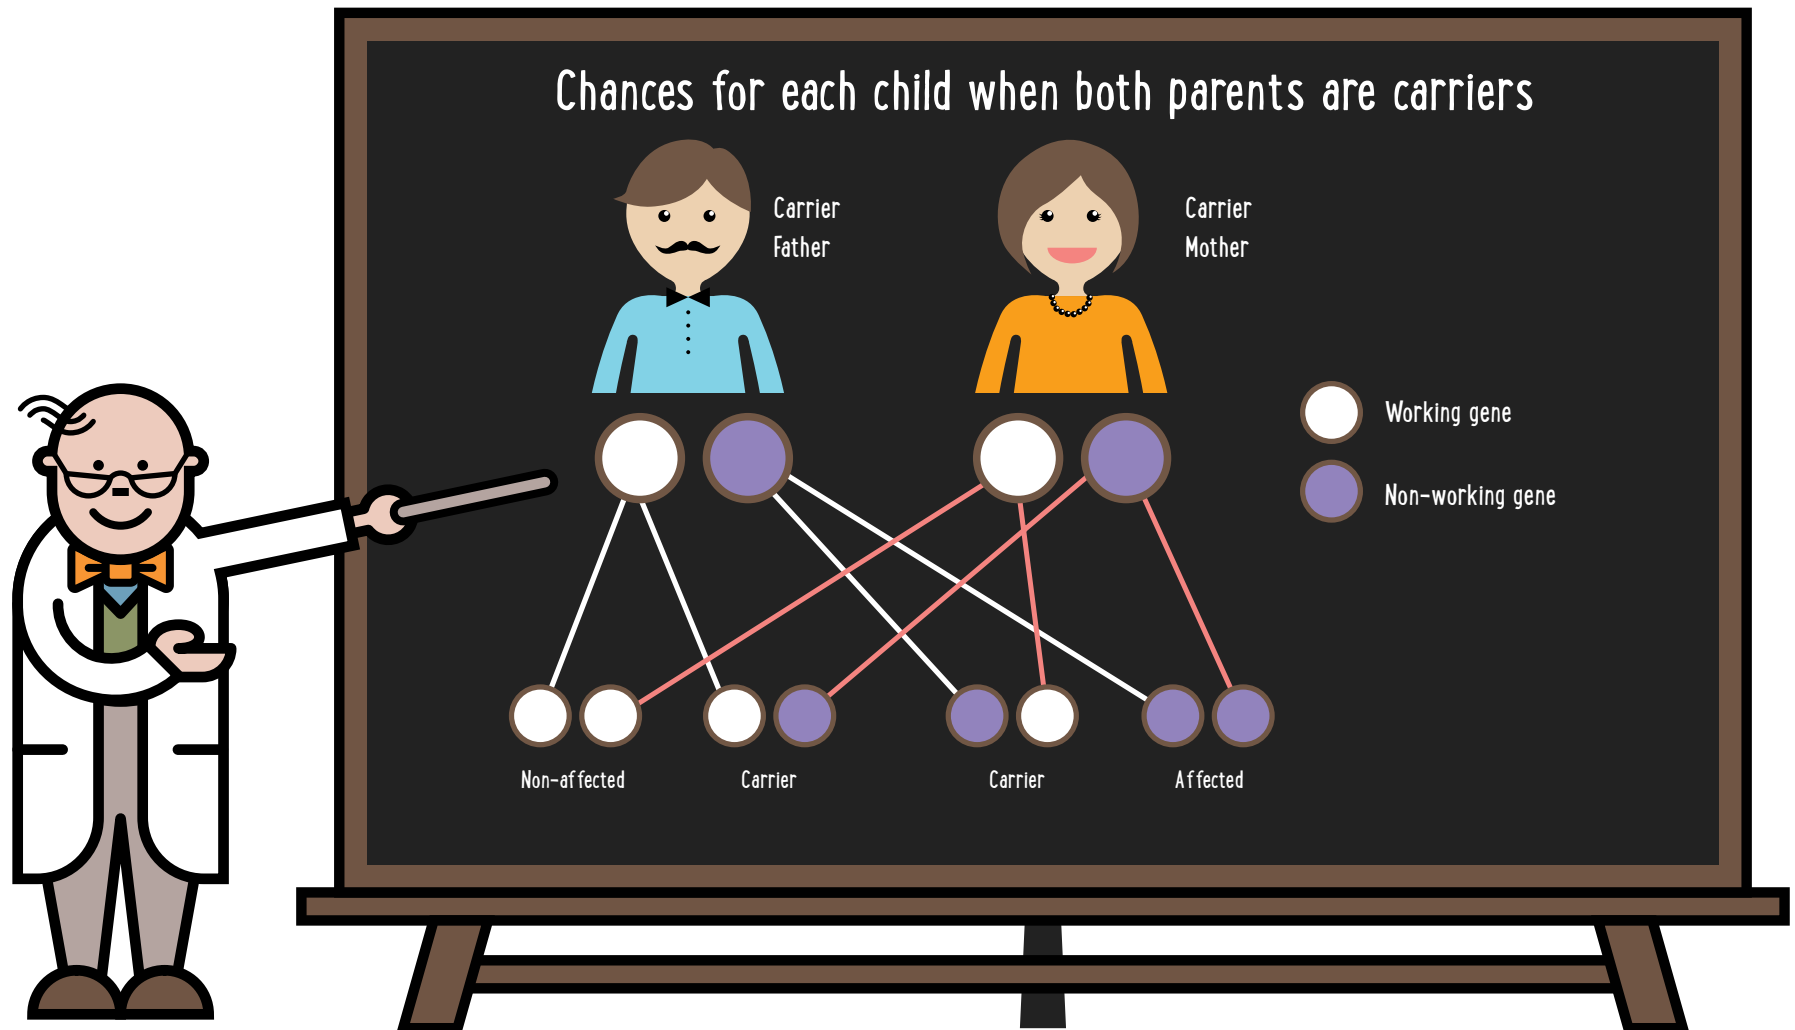 Chances for each child when both parents are carriers
Carrier
Father
Carrier
Mother
Working gene
Non-working gene
Non-affected
Carrier
Carrier
Affected